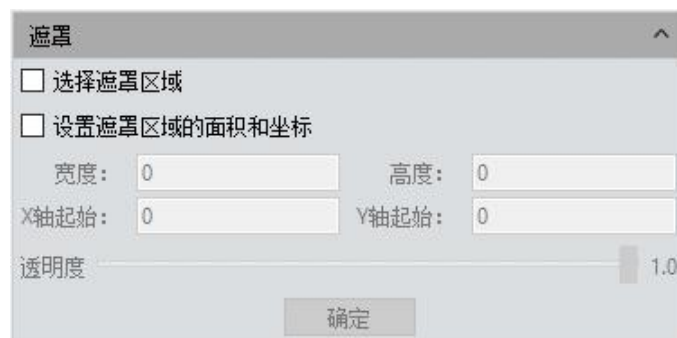 遮罩
选择遮罩区域
设置遮罩区域的面积和坐标
宽度： 0 高度： 0
X轴起始： 0 Y轴起始： 0
透明度 1.0
确定